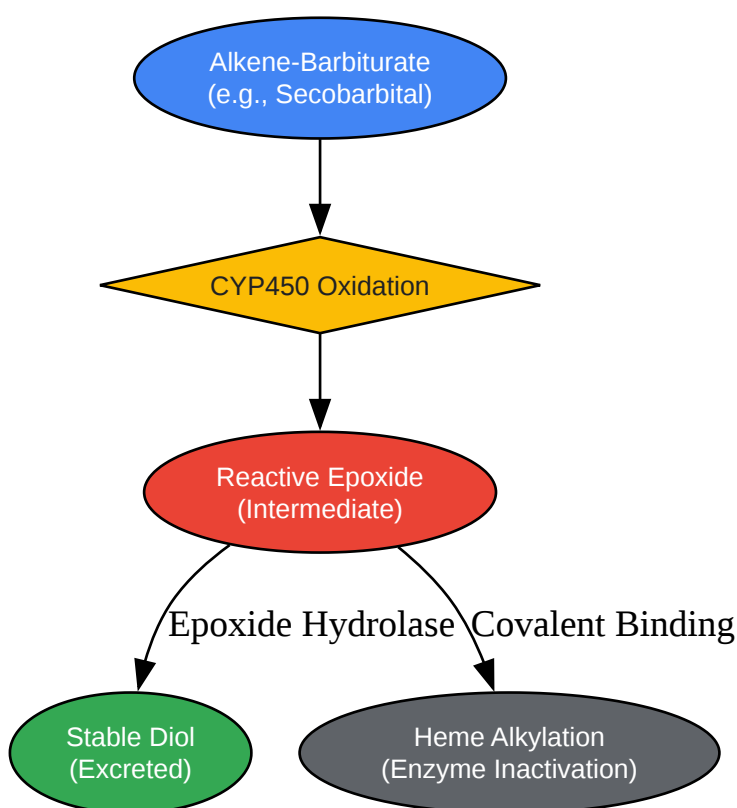 Alkene-Barbiturate
(e.g., Secobarbital)
CYP450 Oxidation
Reactive Epoxide
(Intermediate)
Epoxide Hydrolase
Covalent Binding
Stable Diol
(Excreted)
Heme Alkylation
(Enzyme Inactivation)